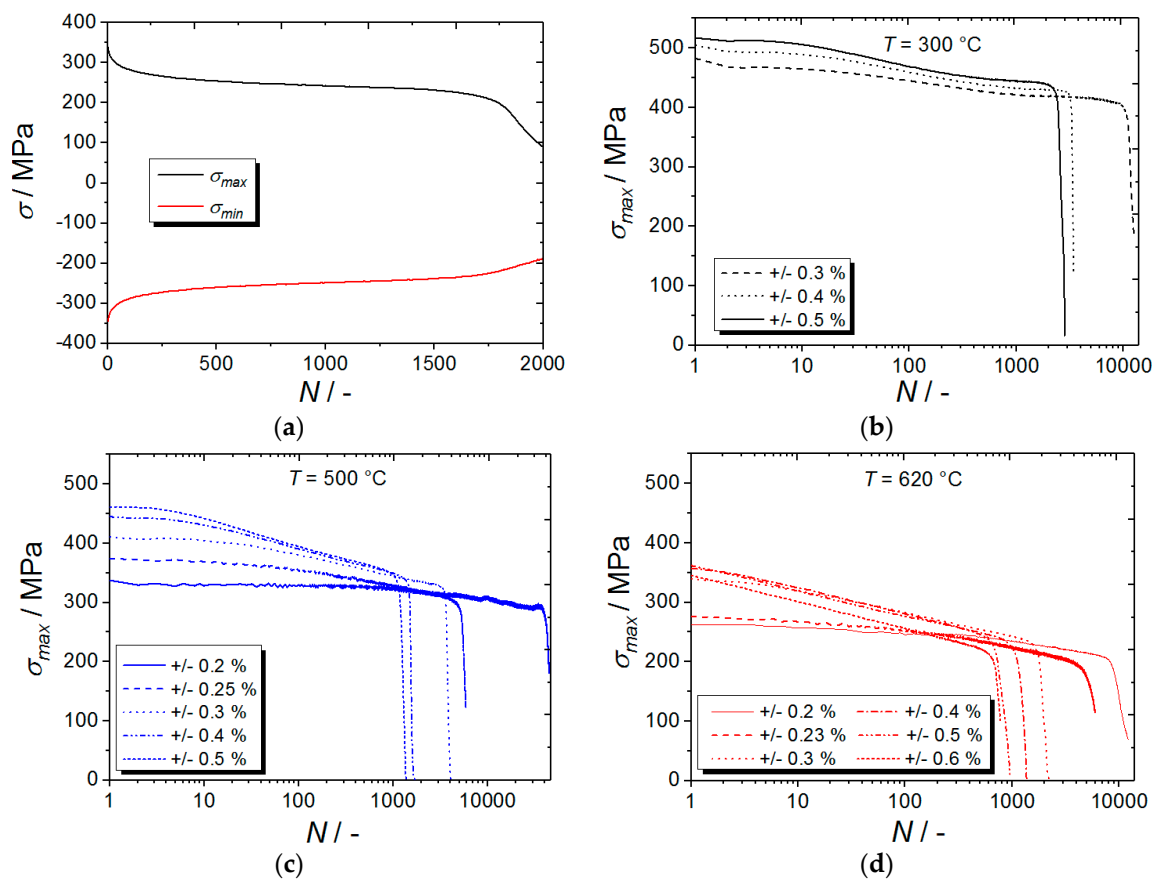 400
300
200
100
0
-100
-200
-300
-400
σ / MPa
σmax
σmin
0
500
1000
1500
2000
N / -
(a)
T = 300 °C
500
400
300
200
100
0
σmax / MPa
+/- 0.3 %
+/- 0.4 %
+/- 0.5 %
1
10
100
1000
10000
N / -
(b)
T = 500 °C
500
400
300
200
100
0
σmax / MPa
+/- 0.2 %
+/- 0.25 %
+/- 0.3 %
+/- 0.4 %
+/- 0.5 %
1
10
100
1000
10000
N / -
(c)
T = 620 °C
500
400
300
200
100
0
σmax / MPa
+/- 0.2 %
+/- 0.4 %
+/- 0.23 %
+/- 0.5 %
+/- 0.3 %
+/- 0.6 %
1
10
100
1000
10000
N / -
(d)